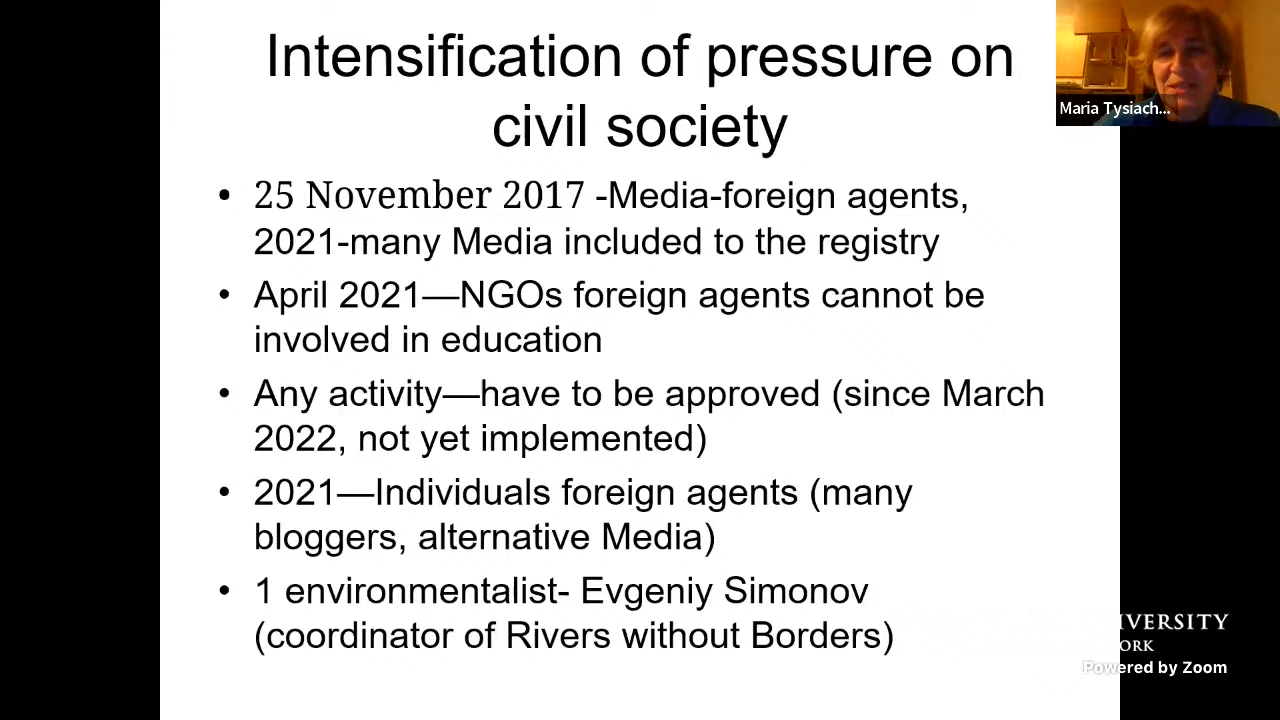 Intensification of pressure on
civil society
Maria Tysiach...
• 25 November 2017 -Media-foreign agents,
2021-many Media included to the registry
• April 2021—NGOs foreign agents cannot be
involved in education
• Any activity—have to be approved (since March
2022, not yet implemented)
• 2021—Individuals foreign agents (many
bloggers, alternative Media)
• 1 environmentalist- Evgeniy Simonov
(coordinator of Rivers without Borders)
IVERSITY
ORK
Powered by Zoom